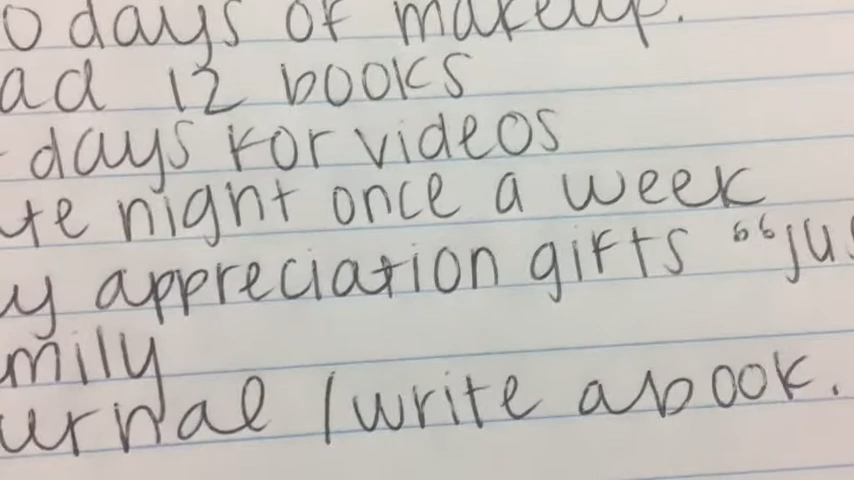 0 days of makeup.
ad 12 books
- days for videos
te night once a week
y appreciation gifts "ju
mily
urnal / write a book.